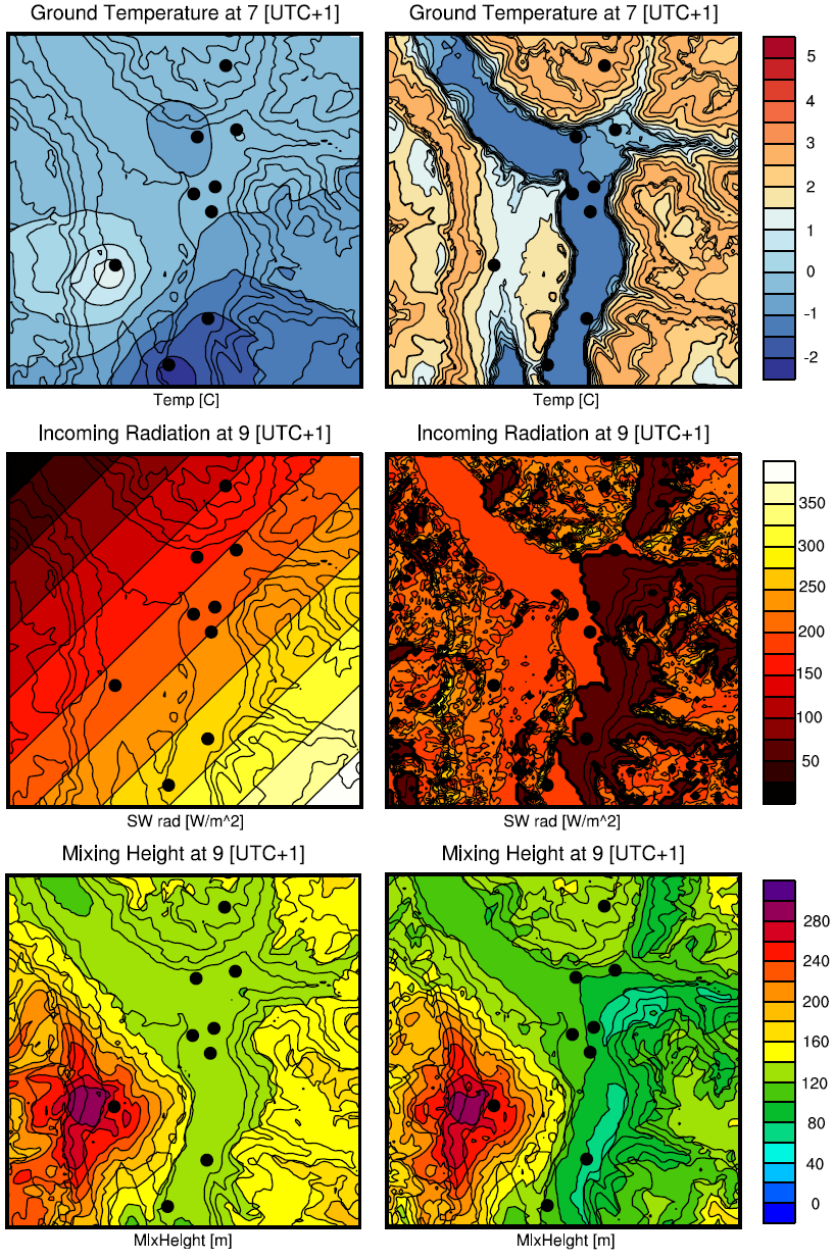 Ground Temperature at 7 [UTC+1]
Ground Temperature at 7 [UTC+1]
5
4
3
2
1
0
-1
-2
Temp [C]
Temp [C]
Incoming Radiation at 9 [UTC+1]
Incoming Radiation at 9 [UTC+1]
350
300
250
200
150
100
50
SW rad [W/m^2]
SW rad [W/m^2]
Mixing Height at 9 [UTC+1]
Mixing Height at 9 [UTC+1]
280
240
200
160
120
80
40
0
MIxHeight [m]
MIxHeight [m]